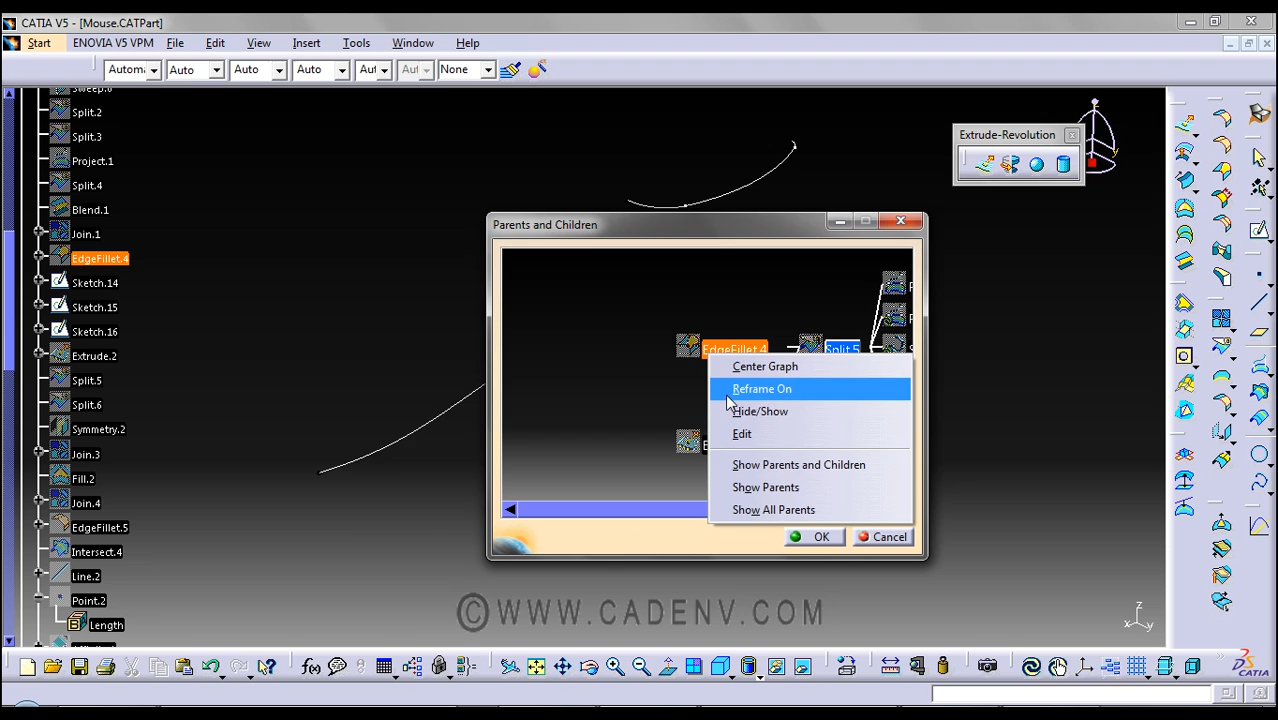 CATIA V5 - [Mouse.CATPart]
Start ENOVIA V5 VPM File Edit View Insert Tools Window Help
Automa Auto Auto Auto Aut Aut None
Split.2
Split.3
Project.1
Split.4
Blend.1
Join.1
EdgeFillet.4
Sketch.14
Sketch.15
Sketch.16
Extrude.2
Split.5
Split.6
Symmetry.2
Join.3
Fill.2
Join.4
EdgeFillet.5
Intersect.4
Line.2
Point.2
Length
Extrude-Revolution
y
Parents and Children
EdgeFillet.4 Split.5
Center Graph
Reframe On
Hide/Show
Edit
Show Parents and Children
Show Parents
Show All Parents
OK Cancel
© WWW.CADENV.COM
z
x y
f(x)
CATIA